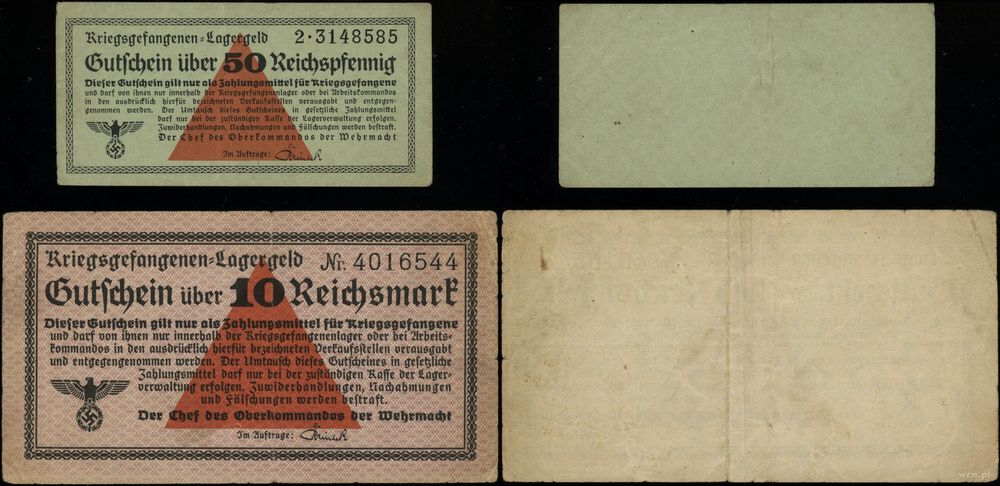 Kriegsgefangenen-Lagergeld 2·3148585
Gutschein über 50 Reichspfennig
Dieser Gutschein gilt nur als Zahlungsmittel für Kriegsgefangene
und darf von ihnen nur innerhalb der Kriegsgefangenenlager oder bei Arbeitskommandos
in den ausdrücklich hierfür bezeichneten Verkaufsstellen verausgabt und entgegen-
genommen werden. Der Umtausch dieses Gutscheines in gesetzliche Zahlungsmittel
darf nur bei der zuständigen Kasse der Lagerverwaltung erfolgen.
Zuwiderhandlungen, Nachahmungen und Fälschungen werden bestraft.
Der Chef des Oberkommandos der Wehrmacht
Im Auftrage:
Kriegsgefangenen-Lagergeld Nr. 4016544
Gutschein über 10 Reichsmark
Dieser Gutschein gilt nur als Zahlungsmittel für Kriegsgefangene
und darf von ihnen nur innerhalb der Kriegsgefangenenlager oder bei Arbeits-
kommandos in den ausdrücklich hierfür bezeichneten Verkaufsstellen verausgabt
und entgegengenommen werden. Der Umtausch dieses Gutscheines in gesetzliche
Zahlungsmittel darf nur bei der zuständigen Kasse der Lager-
verwaltung erfolgen. Zuwiderhandlungen, Nachahmungen
und Fälschungen werden bestraft.
Der Chef des Oberkommandos der Wehrmacht
Im Auftrage:
wcn.pl